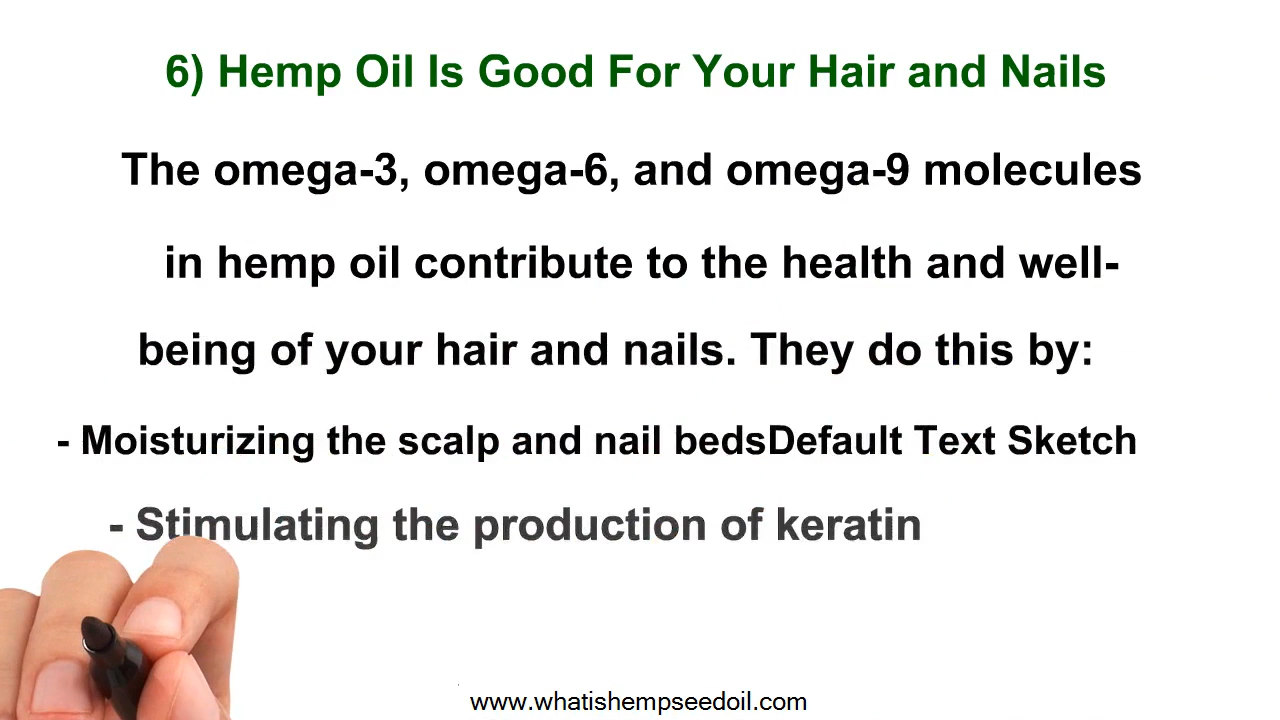 6) Hemp Oil Is Good For Your Hair and Nails
The omega-3, omega-6, and omega-9 molecules
in hemp oil contribute to the health and well-
being of your hair and nails. They do this by:
- Moisturizing the scalp and nail bedsDefault Text Sketch
- Stimulating the production of keratin
www.whatishempseedoil.com